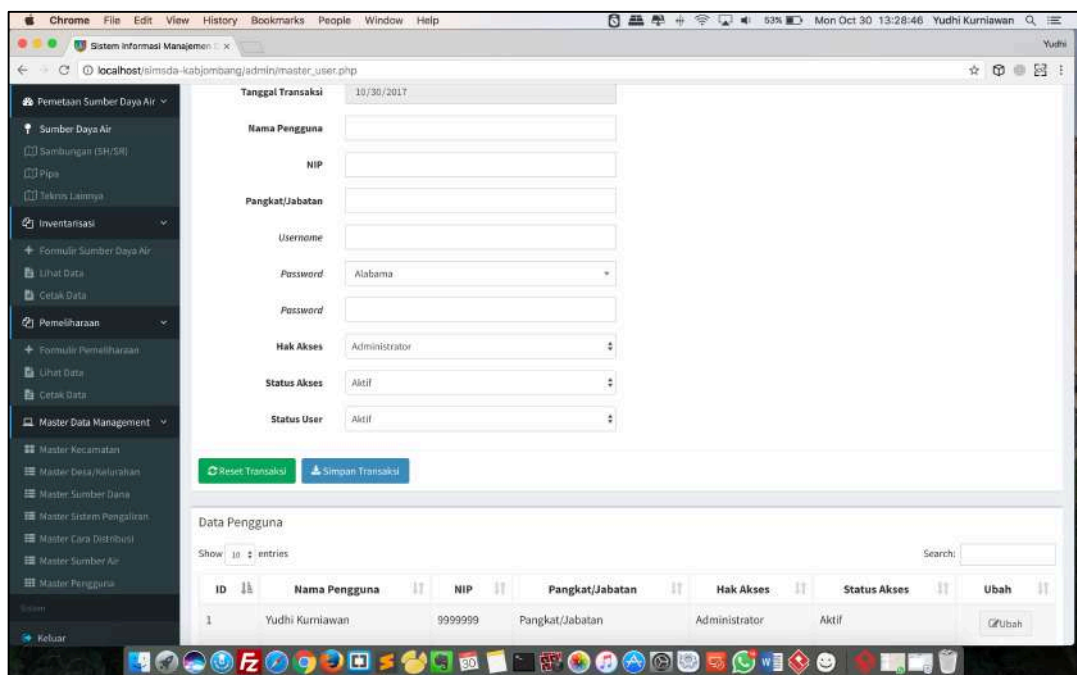 Chrome File Edit View History Bookmarks People Window Help 53% Mon Oct 30 13:28:46 Yudhi Kurniawan
Sistem Informasi Manajemen Yudhi
localhost/simsda-kabjombang/admin/master_user.php
Pemetaan Sumber Daya Air
Sumber Daya Air
Sambungan (SH/SR)
Pipa
Teknis Lainnya
Inventarisasi
+ Formulir Sumber Daya Air
Lihat Data
Cetak Data
Pemeliharaan
+ Formulir Pemeliharaan
Lihat Data
Cetak Data
Master Data Management
Master Kecamatan
Master Desa/Kelurahan
Master Sumber Dana
Master Sistem Pengaliran
Master Cara Distribusi
Master Sumber Air
Master Pengguna
Sistem
Keluar
Tanggal Transaksi 10/30/2017
Nama Pengguna
NIP
Pangkat/Jabatan
Username
Password Alabama
Password
Hak Akses Administrator
Status Akses Aktif
Status User Aktif
Reset Transaksi Simpan Transaksi
Data Pengguna
Show 10 entries Search:
ID Nama Pengguna NIP Pangkat/Jabatan Hak Akses Status Akses Ubah
1 Yudhi Kurniawan 9999999 Pangkat/Jabatan Administrator Aktif Ubah
30